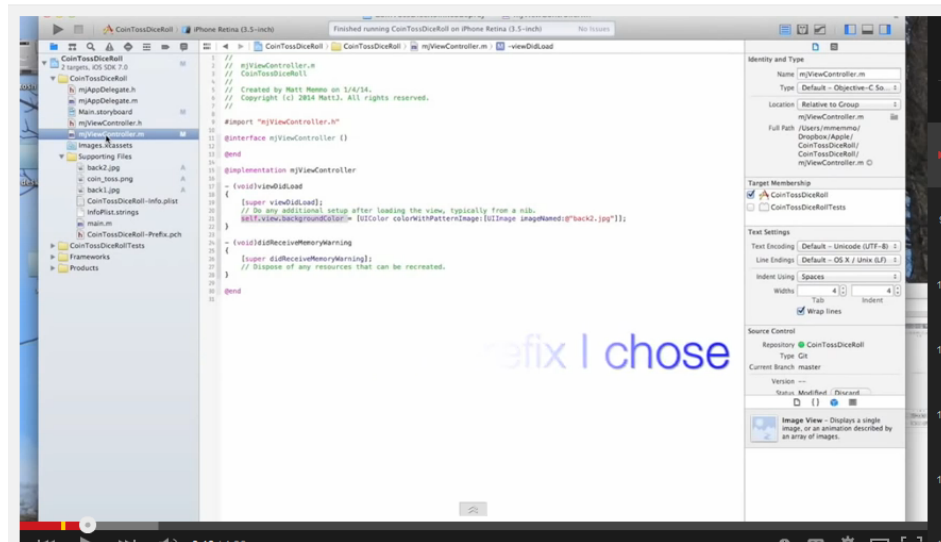 CoinTossDiceRoll
iPhone Retina (3.5-inch)
Finished running CoinTossDiceRoll on iPhone Retina (3.5-inch)
No Issues
CoinTossDiceRoll
CoinTossDiceRoll
mjViewController.m
-viewDidLoad
CoinTossDiceRoll
2 targets, iOS SDK 7.0
M
CoinTossDiceRoll
mjAppDelegate.h
mjAppDelegate.m
Main.storyboard
M
mjViewController.h
mjViewController.m
M
Images.xcassets
Supporting Files
back2.jpg
A
coin_toss.png
A
back1.jpg
A
CoinTossDiceRoll-Info.plist
InfoPlist.strings
main.m
CoinTossDiceRoll-Prefix.pch
CoinTossDiceRollTests
Frameworks
Products
//
// mjViewController.m
// CoinTossDiceRoll
//
// Created by Matt Memmo on 1/4/14.
// Copyright (c) 2014 MattJ. All rights reserved.
//
#import "mjViewController.h"
@interface mjViewController ()
@end
@implementation mjViewController
- (void)viewDidLoad
{
[super viewDidLoad];
// Do any additional setup after loading the view, typically from a nib.
self.view.backgroundColor = [UIColor colorWithPatternImage:[UIImage imageNamed:@"back2.jpg"]];
}
- (void)didReceiveMemoryWarning
{
[super didReceiveMemoryWarning];
// Dispose of any resources that can be recreated.
}
@end
efix I chose
Identity and Type
Name mjViewController.m
Type Default - Objective-C So...
Location Relative to Group
mjViewController.m
Full Path /Users/mmemmo/
Dropbox/Apple/
CoinTossDiceRoll/
CoinTossDiceRoll/
mjViewController.m
Target Membership
CoinTossDiceRoll
CoinTossDiceRollTests
Text Settings
Text Encoding Default - Unicode (UTF-8)
Line Endings Default - OS X / Unix (LF)
Indent Using Spaces
Widths 4 4
Tab Indent
Wrap lines
Source Control
Repository CoinTossDiceRoll
Type Git
Current Branch master
Version --
Status Modified Discard...
Image View - Displays a single
image, or an animation described by
an array of images.